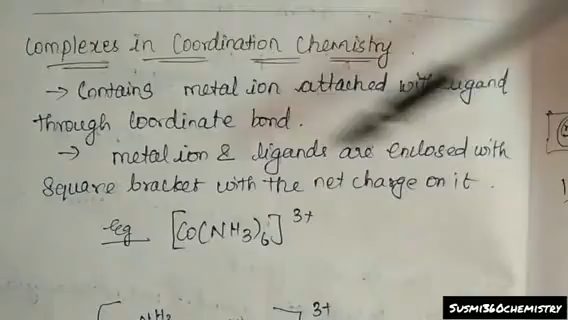 Complexes in Coordination Chemistry.
→ Contains metal ion attached with ligand
through Coordinate bond.
→ metal ion & ligands are enclosed with
Square bracket with the net charge on it.
Eg [CO(NH3)6]3+
NH3 3+
SUSMI360CHEMISTRY